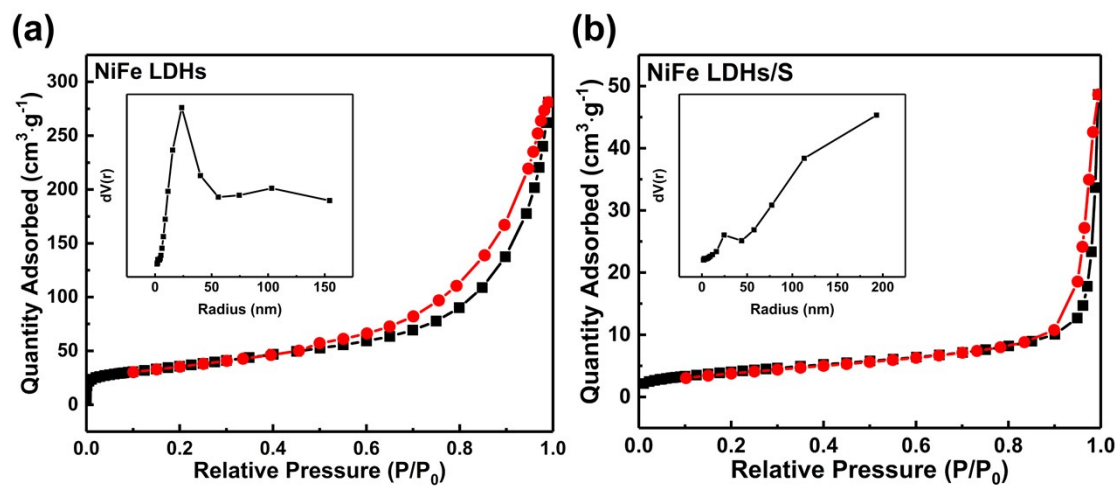 (a)
NiFe LDHs
Quantity Adsorbed (cm³·g⁻¹)
300
250
200
150
100
50
0
0.0 0.2 0.4 0.6 0.8 1.0
Relative Pressure (P/P₀)
dV(r)
0 50 100 150
Radius (nm)
(b)
NiFe LDHs/S
Quantity Adsorbed (cm³·g⁻¹)
50
40
30
20
10
0
0.0 0.2 0.4 0.6 0.8 1.0
Relative Pressure (P/P₀)
dV(r)
0 50 100 150 200
Radius (nm)